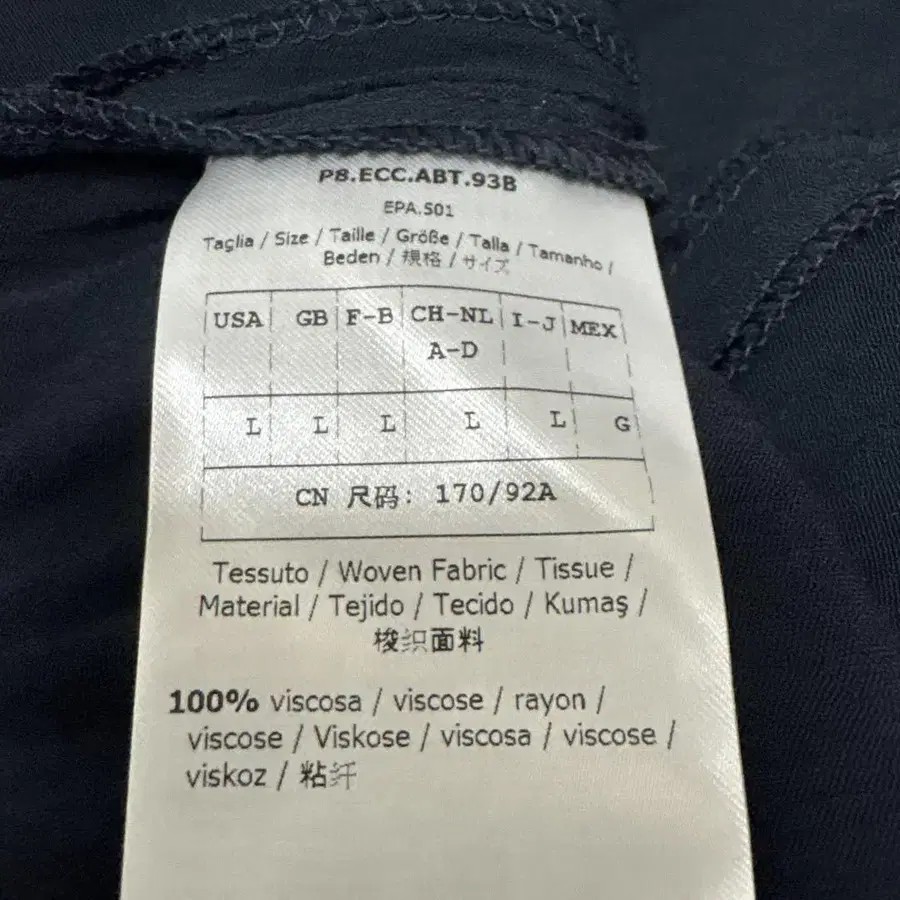 P8.ECC.ABT.93B
EPA.501
Taglia / Size / Taille / Größe / Talla / Tamanho /
Beden / 規格 / サイズ
USA GB F-B CH-NL I-J MEX
A-D
L L L L L G
CN 尺码: 170/92A
Tessuto / Woven Fabric / Tissue /
Material / Tejido / Tecido / Kumaş /
梭织面料
100% viscosa / viscose / rayon /
viscose / Viskose / viscosa / viscose /
viskoz / 粘纤